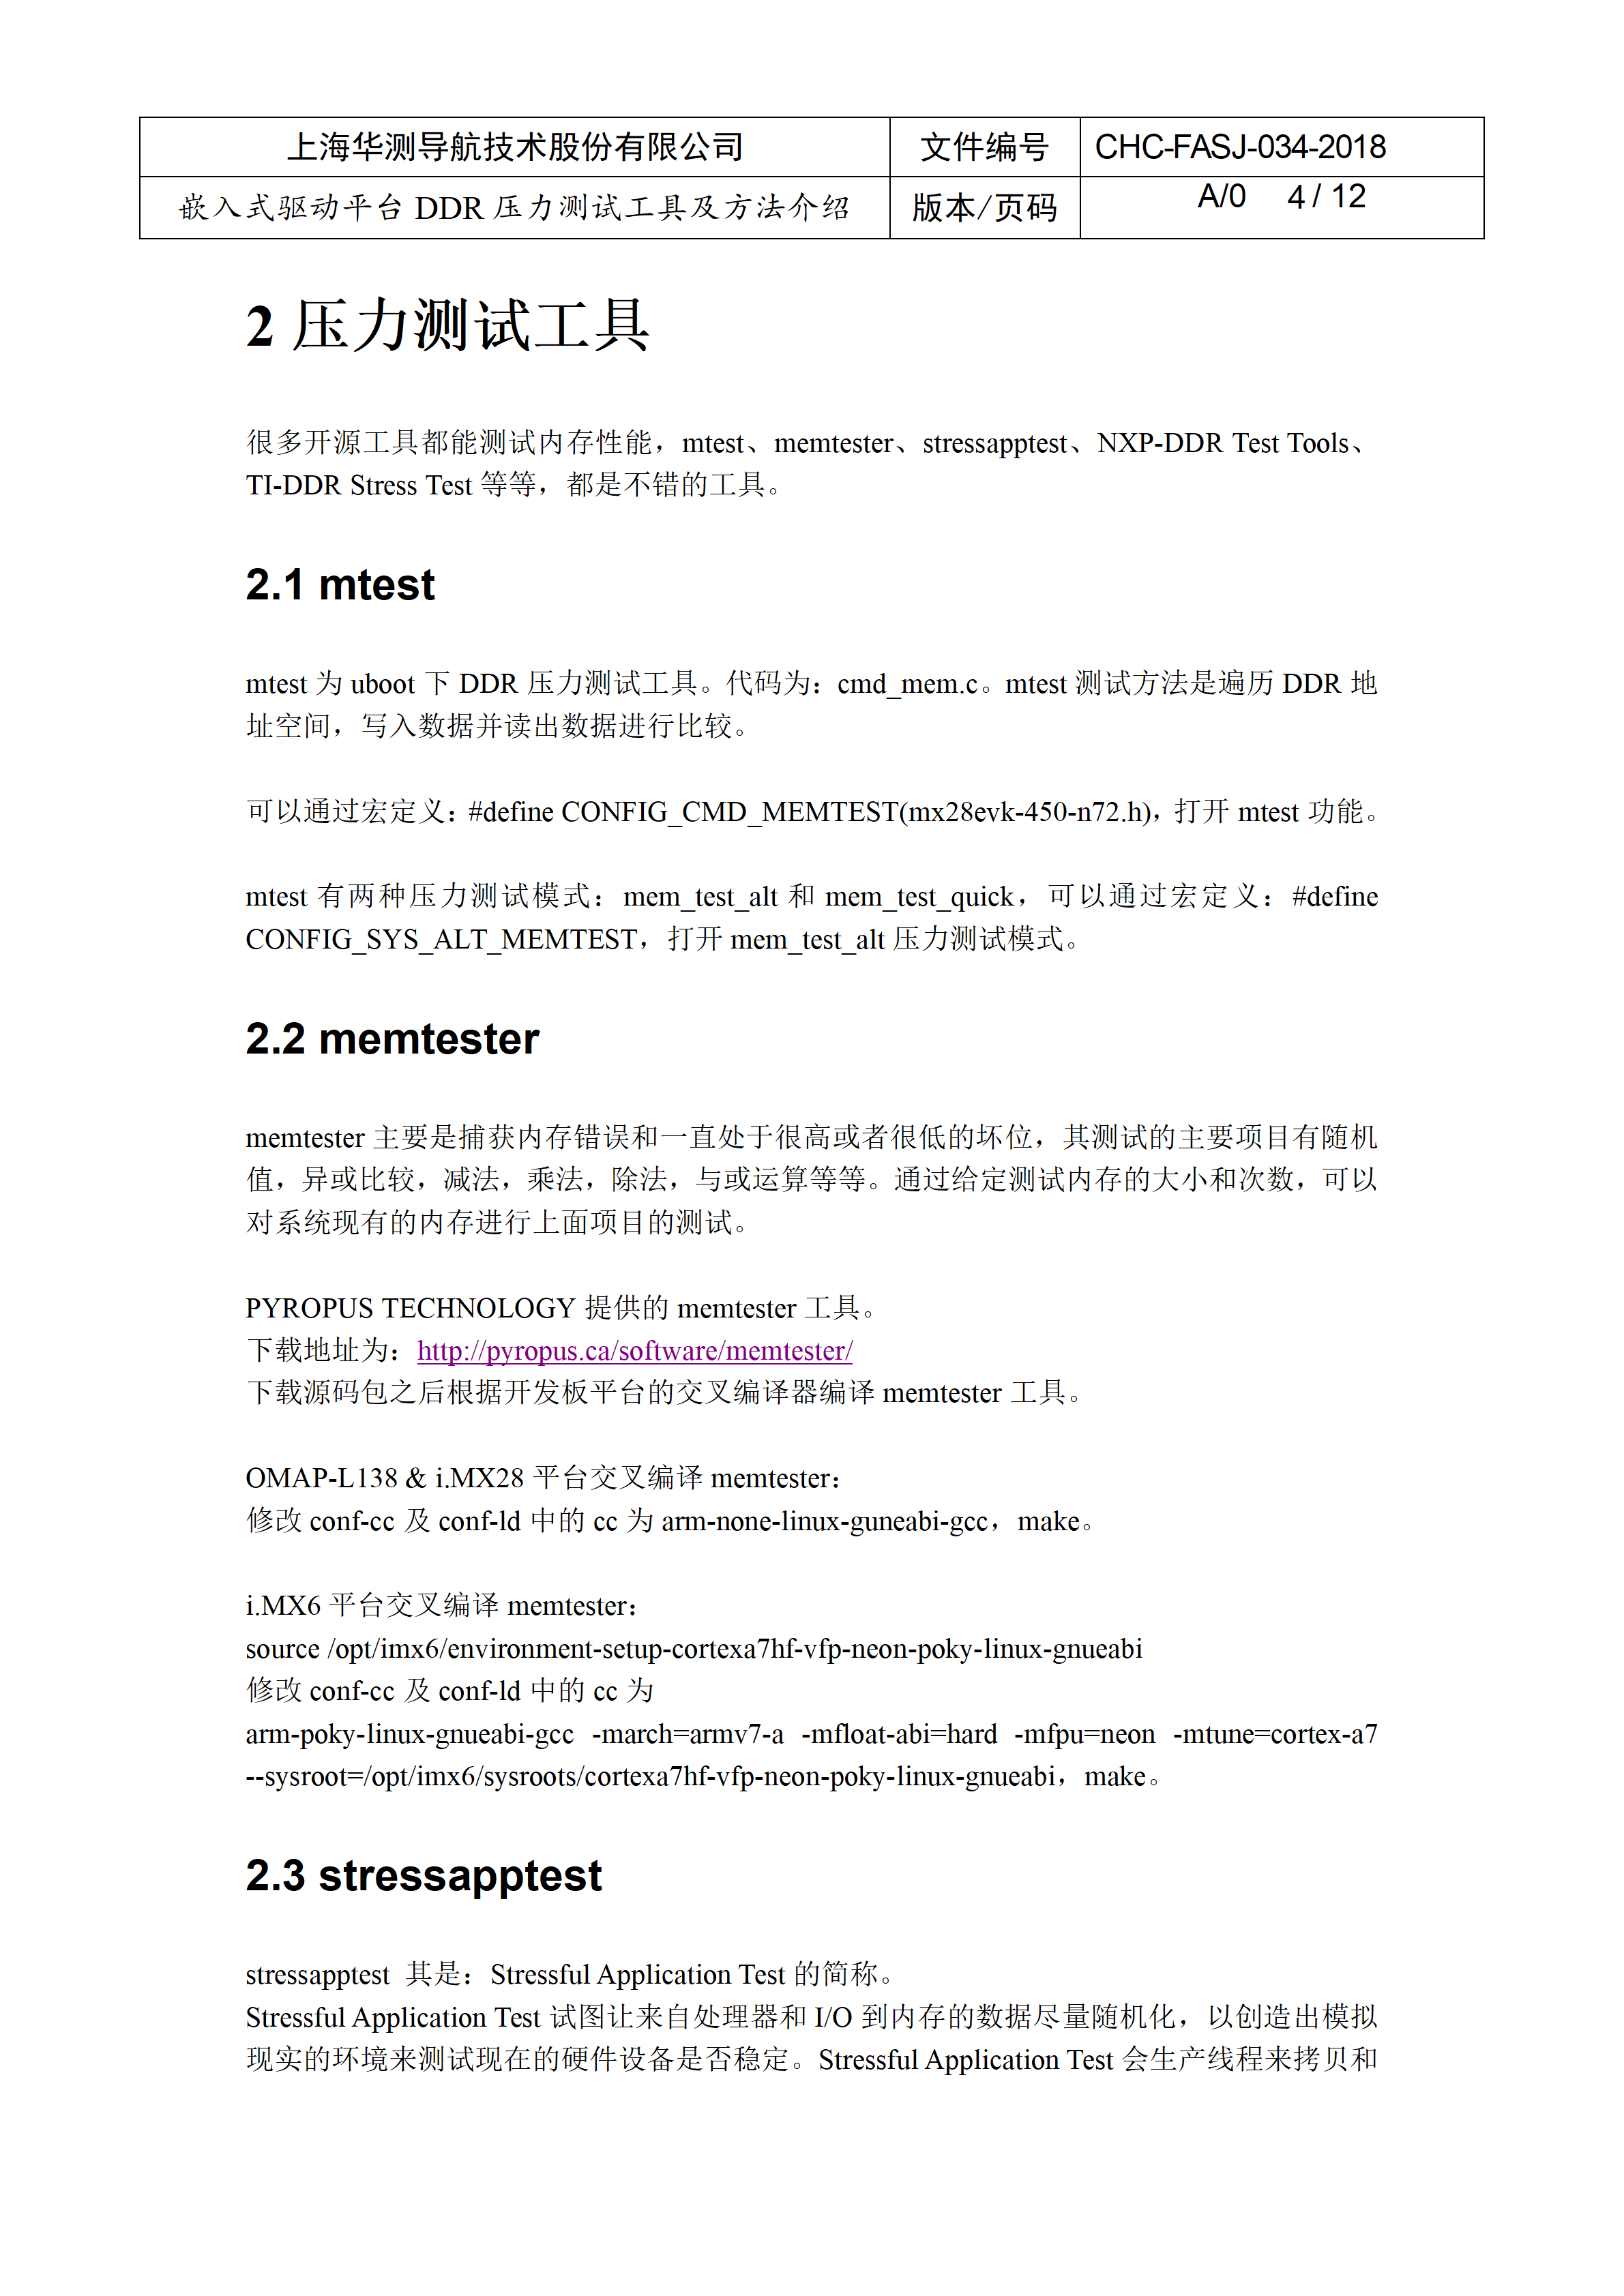 上海华测导航技术股份有限公司 文件编号 CHC-FASJ-034-2018
嵌入式驱动平台 DDR 压力测试工具及方法介绍 版本/页码 A/0 4 / 12
2 压力测试工具
很多开源工具都能测试内存性能，mtest、memtester、stressapptest、NXP-DDR Test Tools、
TI-DDR Stress Test 等等，都是不错的工具。
2.1 mtest
mtest 为 uboot 下 DDR 压力测试工具。代码为：cmd_mem.c。mtest 测试方法是遍历 DDR 地
址空间，写入数据并读出数据进行比较。
可以通过宏定义：#define CONFIG_CMD_MEMTEST(mx28evk-450-n72.h)，打开 mtest 功能。
mtest 有两种压力测试模式：mem_test_alt 和 mem_test_quick，可以通过宏定义：#define
CONFIG_SYS_ALT_MEMTEST，打开 mem_test_alt 压力测试模式。
2.2 memtester
memtester 主要是捕获内存错误和一直处于很高或者很低的坏位，其测试的主要项目有随机
值，异或比较，减法，乘法，除法，与或运算等等。通过给定测试内存的大小和次数，可以
对系统现有的内存进行上面项目的测试。
PYROPUS TECHNOLOGY 提供的 memtester 工具。
下载地址为：http://pyropus.ca/software/memtester/
下载源码包之后根据开发板平台的交叉编译器编译 memtester 工具。
OMAP-L138 & i.MX28 平台交叉编译 memtester：
修改 conf-cc 及 conf-ld 中的 cc 为 arm-none-linux-guneabi-gcc，make。
i.MX6 平台交叉编译 memtester：
source /opt/imx6/environment-setup-cortexa7hf-vfp-neon-poky-linux-gnueabi
修改 conf-cc 及 conf-ld 中的 cc 为
arm-poky-linux-gnueabi-gcc -march=armv7-a -mfloat-abi=hard -mfpu=neon -mtune=cortex-a7
--sysroot=/opt/imx6/sysroots/cortexa7hf-vfp-neon-poky-linux-gnueabi，make。
2.3 stressapptest
stressapptest 其是：Stressful Application Test 的简称。
Stressful Application Test 试图让来自处理器和 I/O 到内存的数据尽量随机化，以创造出模拟
现实的环境来测试现在的硬件设备是否稳定。Stressful Application Test 会生产线程来拷贝和